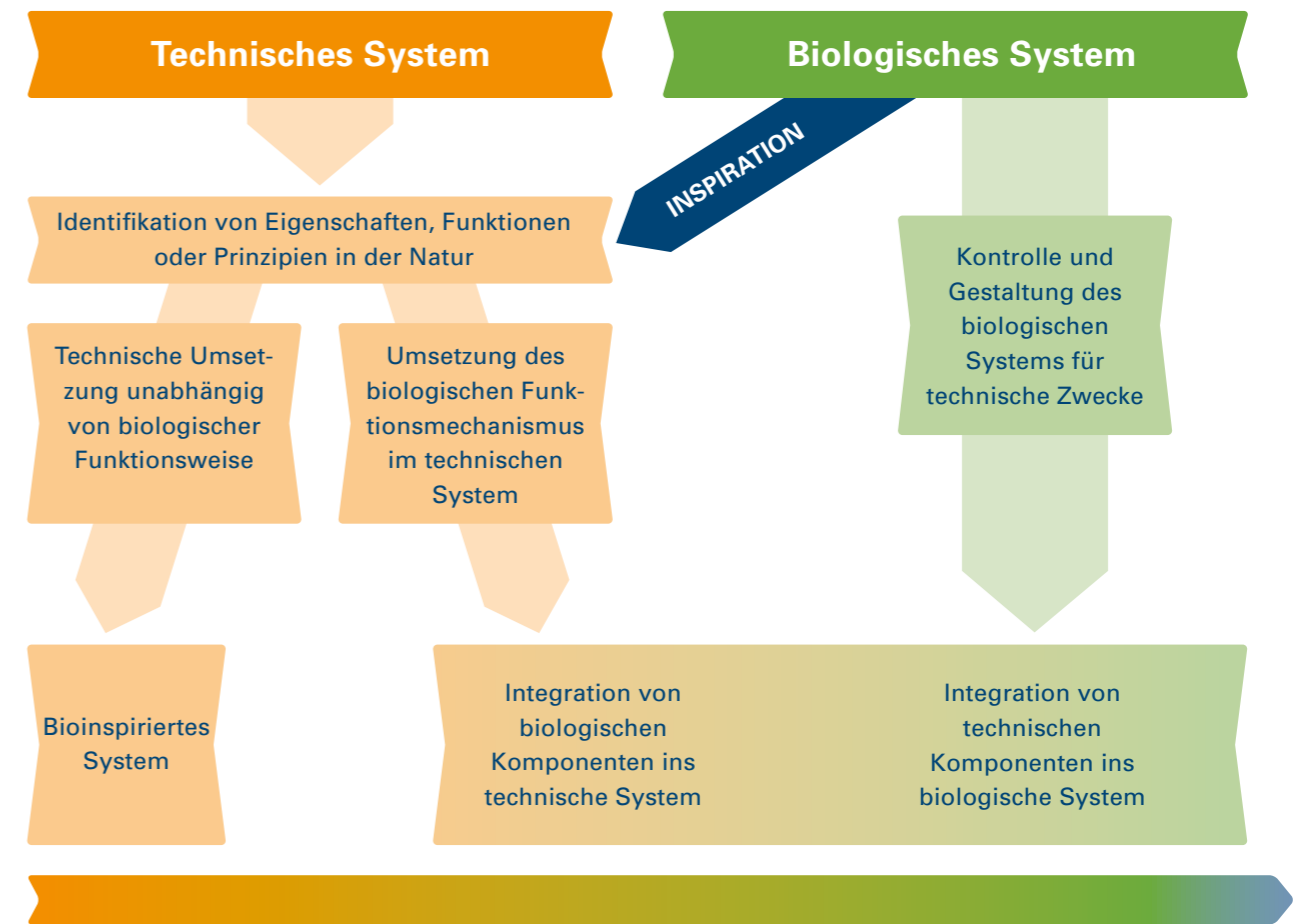 Technisches System
Biologisches System
INSPIRATION
Identifikation von Eigenschaften, Funktionen
oder Prinzipien in der Natur
Kontrolle und
Gestaltung des
biologischen
Systems für
technische Zwecke
Technische Umset-
zung unabhängig
von biologischer
Funktionsweise
Umsetzung des
biologischen Funk-
tionsmechanismus
im technischen
System
Bioinspiriertes
System
Integration von
biologischen
Komponenten ins
technische System
Integration von
technischen
Komponenten ins
biologische System